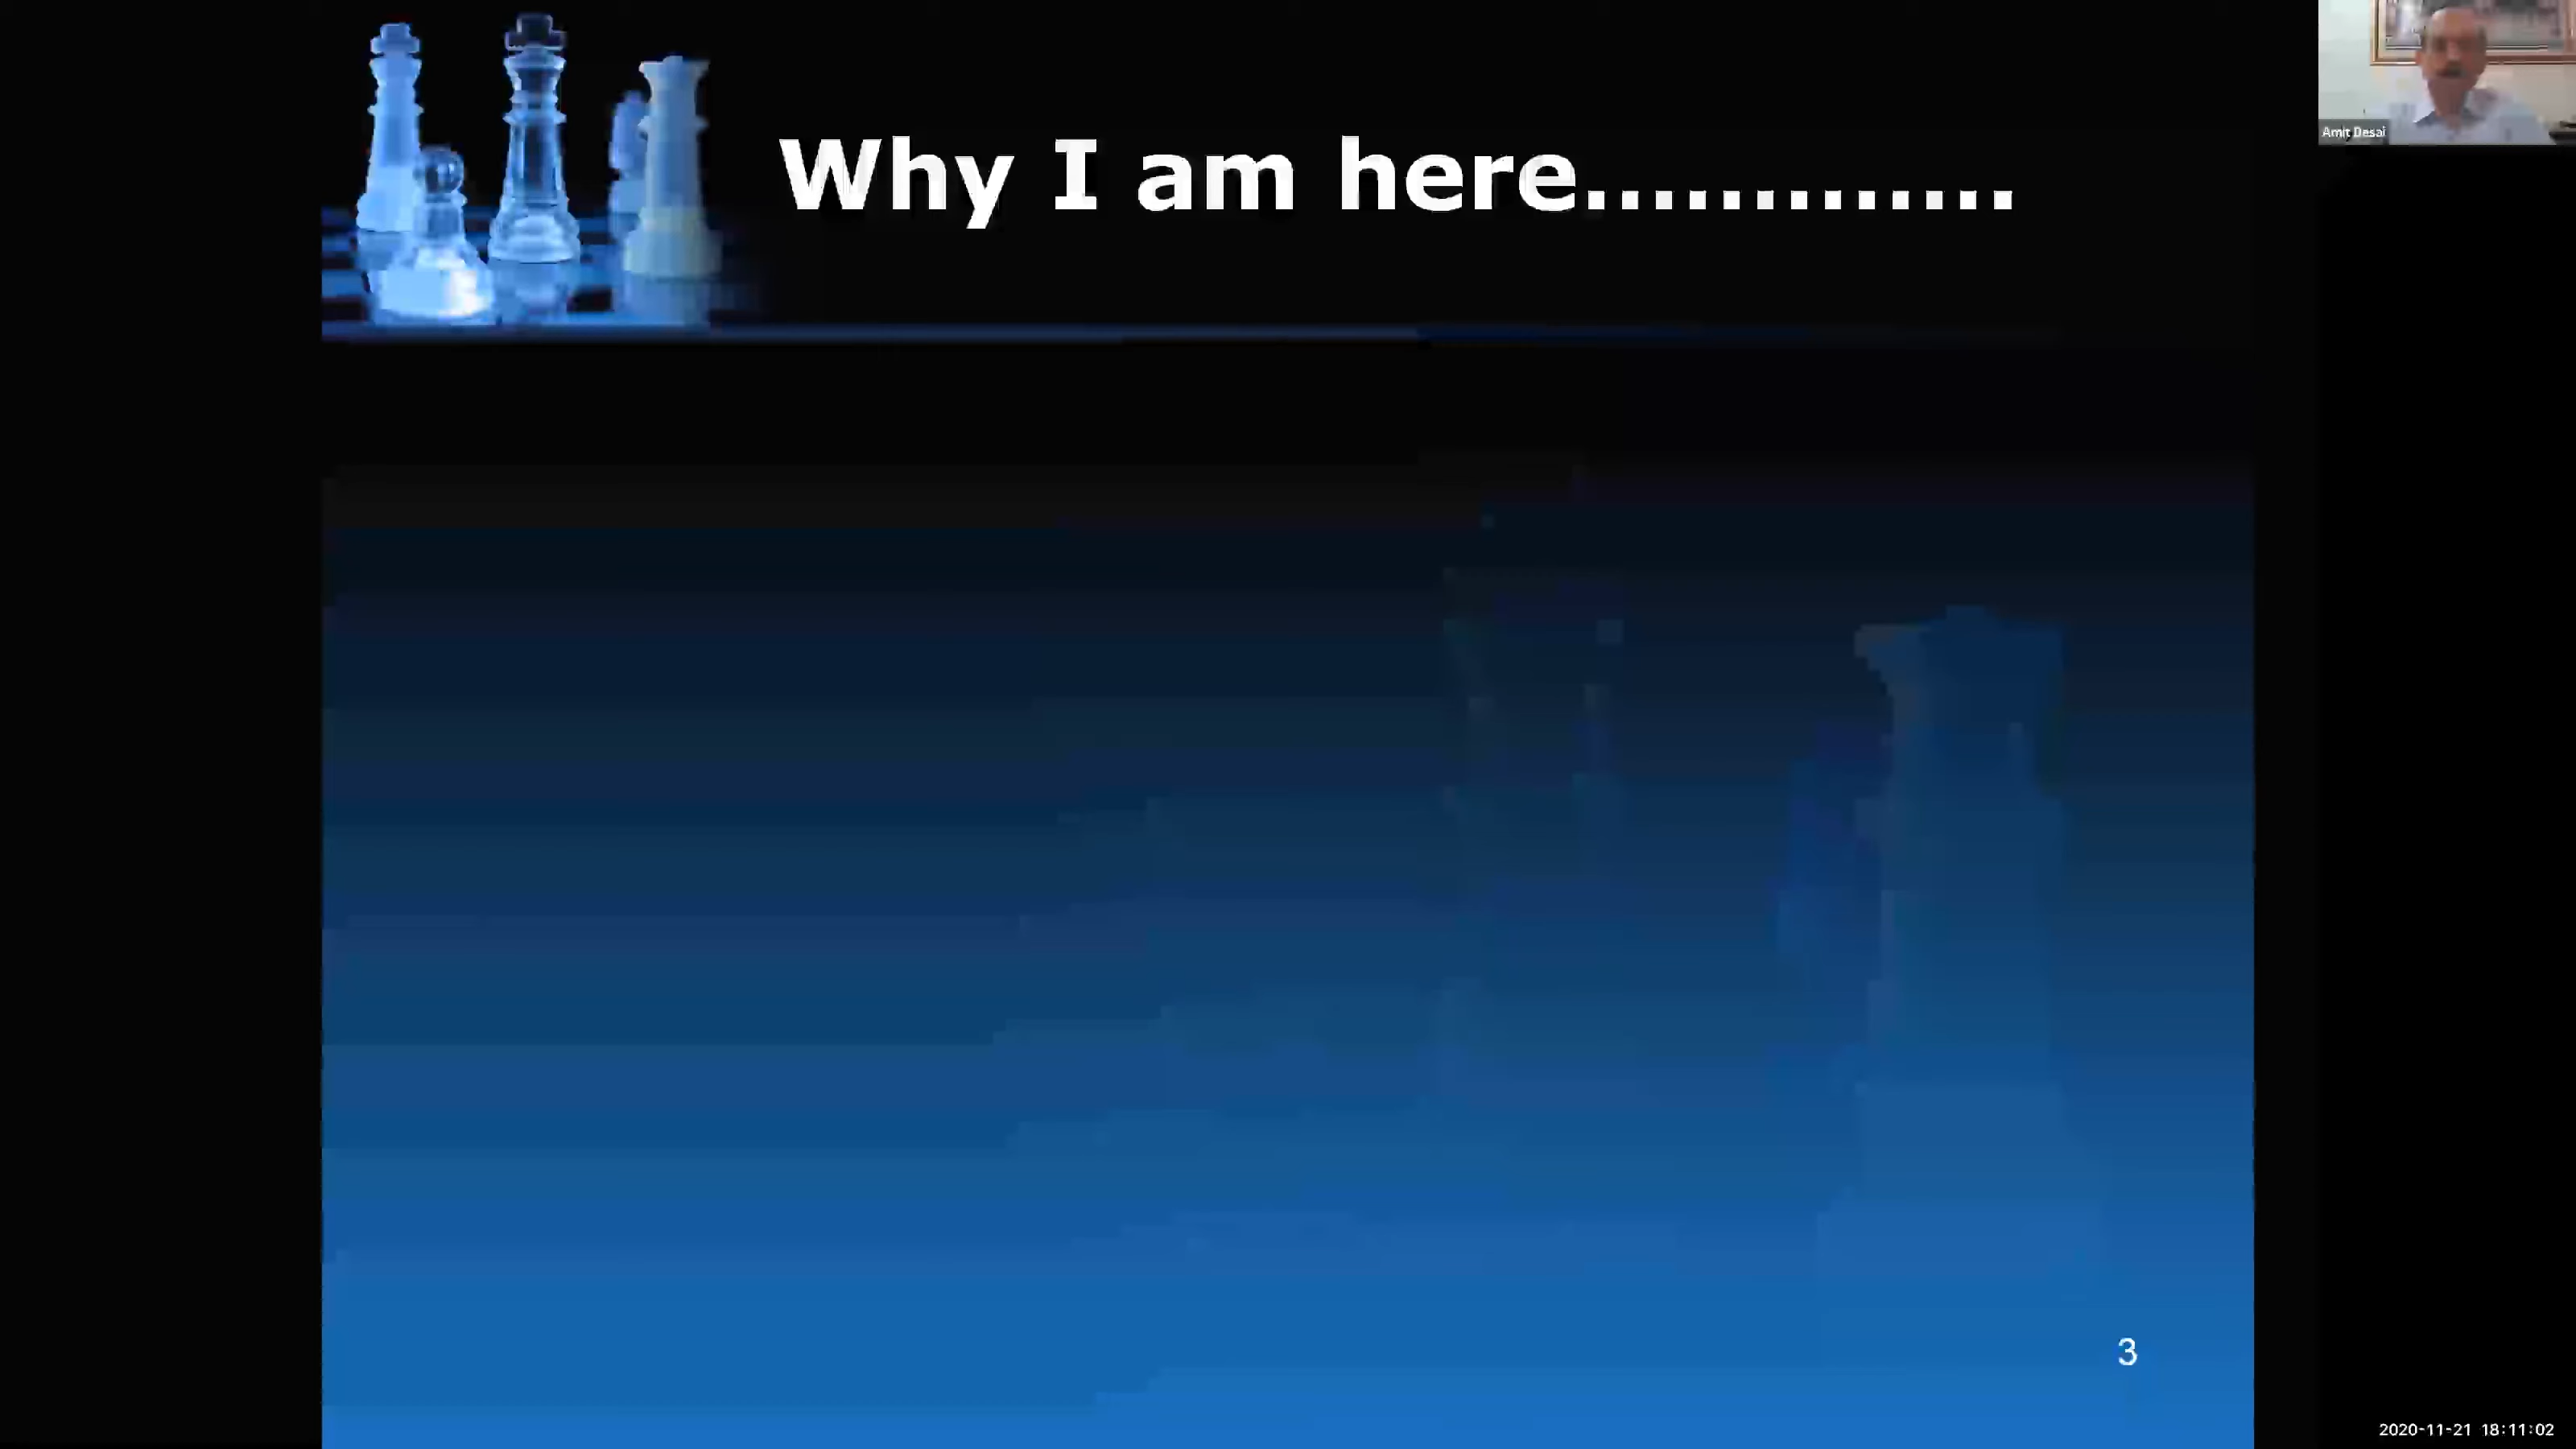 Why I am here.............
Amit Desai
3
2020-11-21 18:11:02